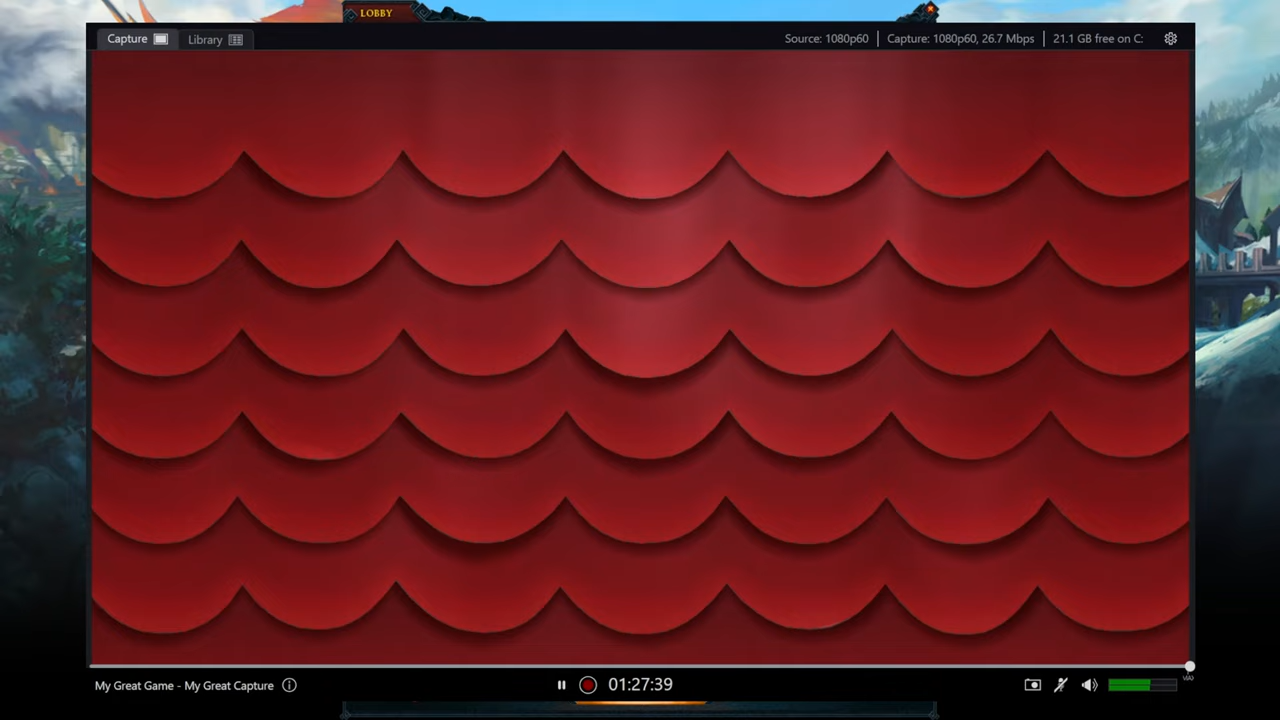 LOBBY
Capture
Library
Source: 1080p60
Capture: 1080p60, 26.7 Mbps
21.1 GB free on C:
My Great Game - My Great Capture
01:27:39